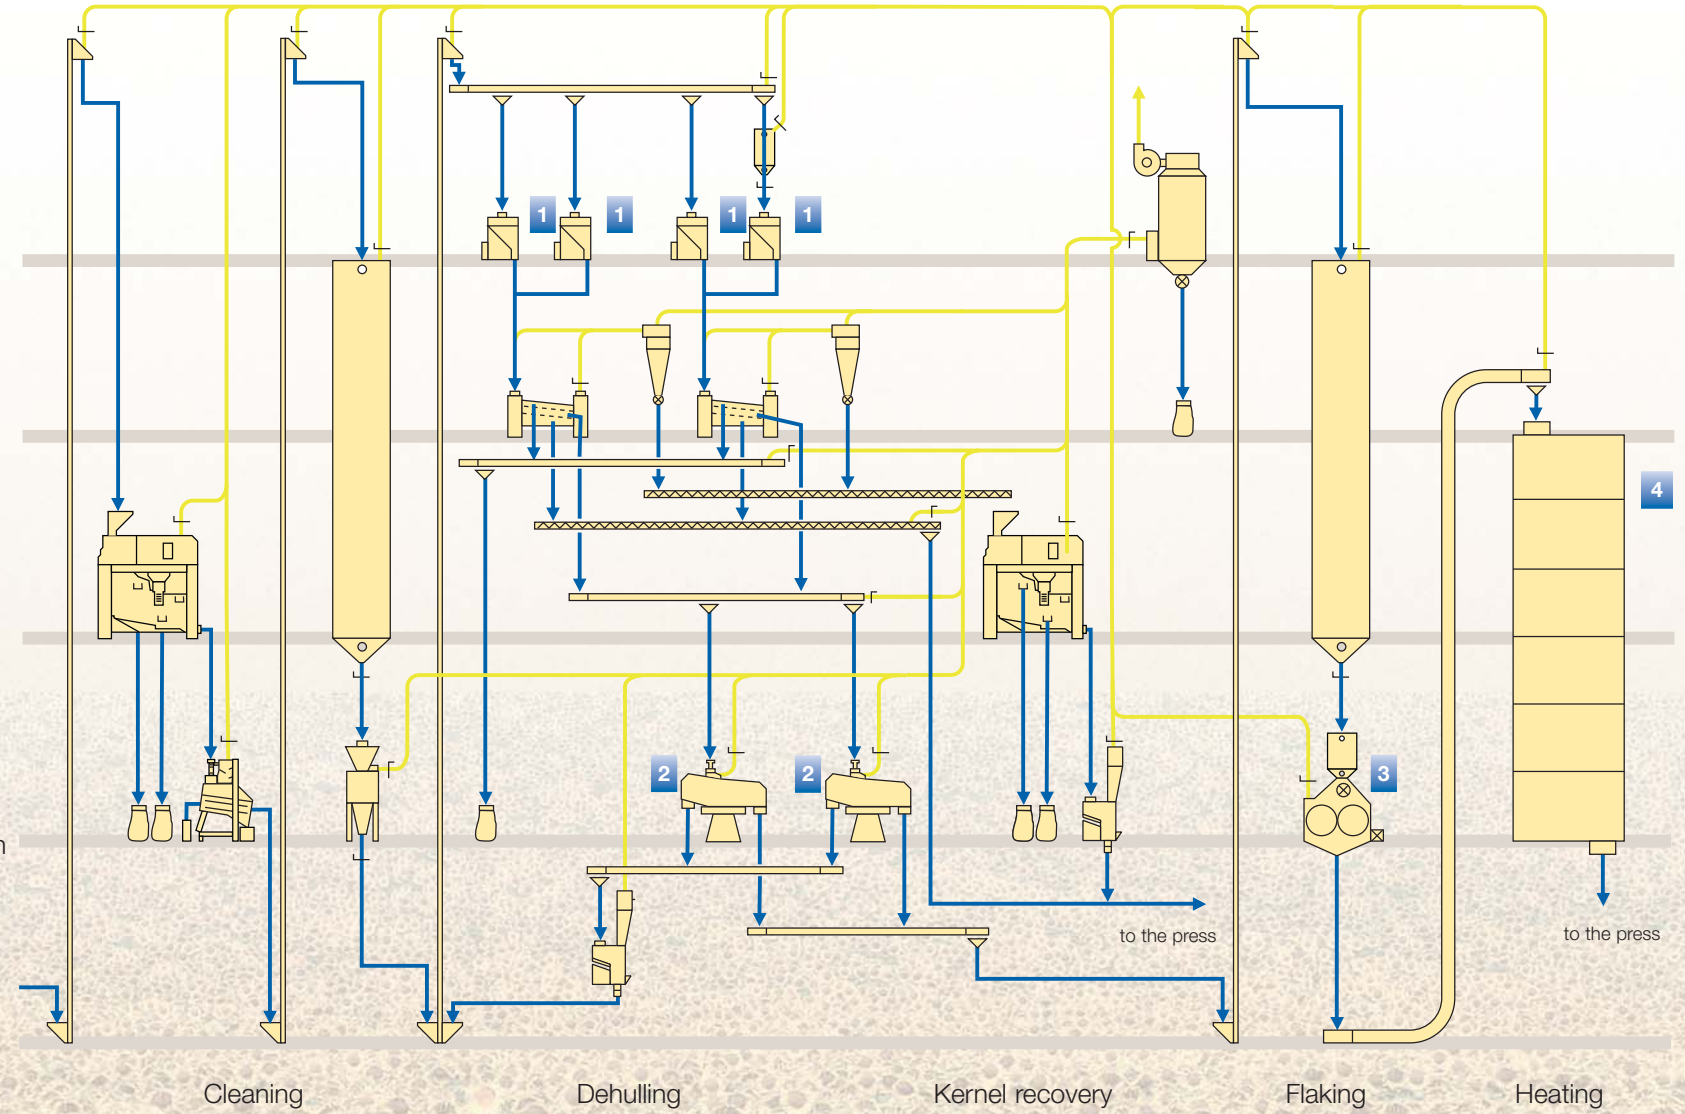 1 1 1 1
4
2 2 3
n
to the press to the press
Cleaning Dehulling Kernel recovery Flaking Heating